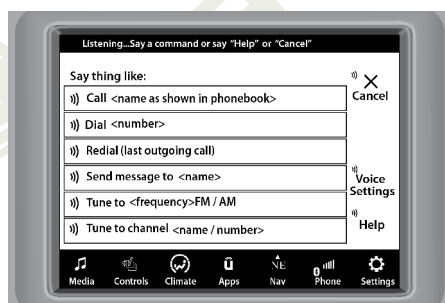 Listening...Say a command or say "Help" or "Cancel"
Say thing like:
Cancel
Call <name as shown in phonebook>
Dial <number>
Redial (last outgoing call)
Send message to <name>
Voice
Settings
Tune to <frequency>FM / AM
Help
Tune to channel <name / number>
NE
Media Controls Climate Apps Nav Phone Settings